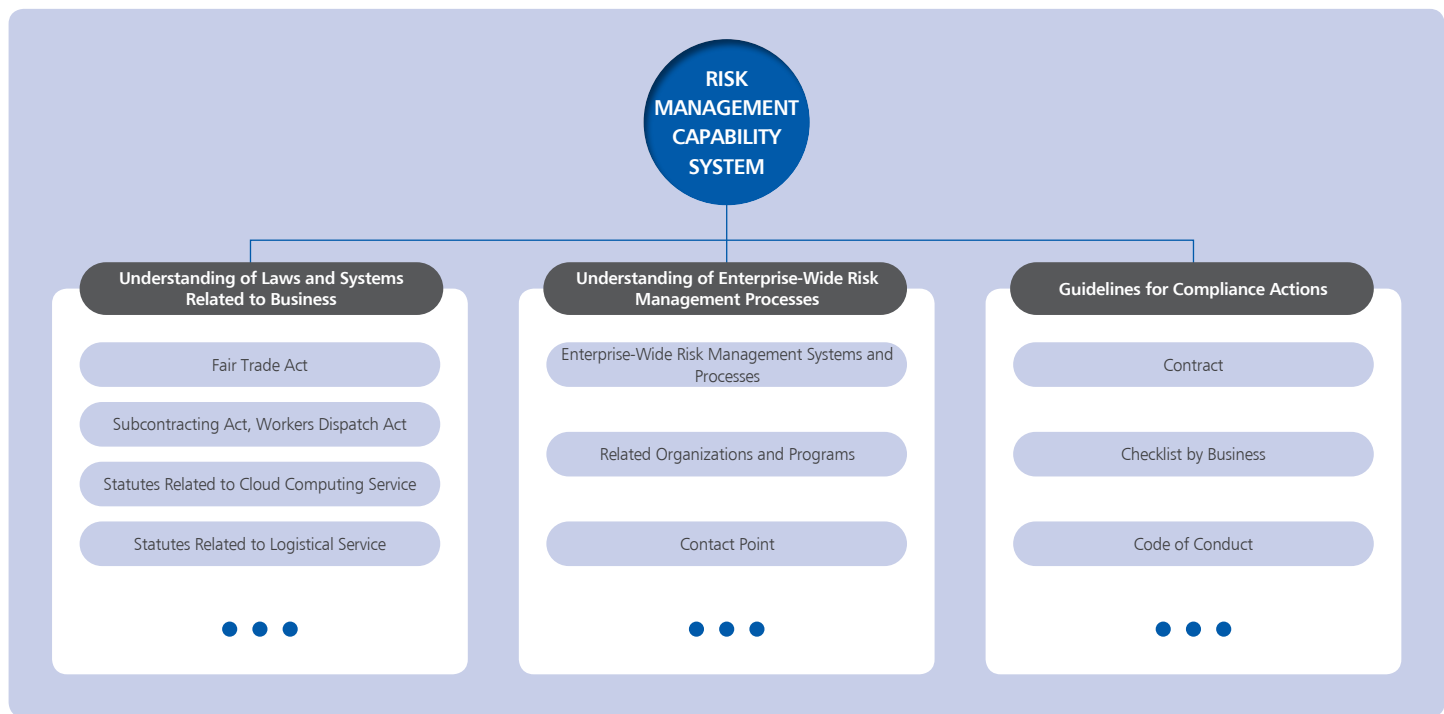 RISK
MANAGEMENT
CAPABILITY
SYSTEM
Understanding of Laws and Systems
Related to Business
Fair Trade Act
Subcontracting Act, Workers Dispatch Act
Statutes Related to Cloud Computing Service
Statutes Related to Logistical Service
Understanding of Enterprise-Wide Risk
Management Processes
Enterprise-Wide Risk Management Systems and
Processes
Related Organizations and Programs
Contact Point
Guidelines for Compliance Actions
Contract
Checklist by Business
Code of Conduct